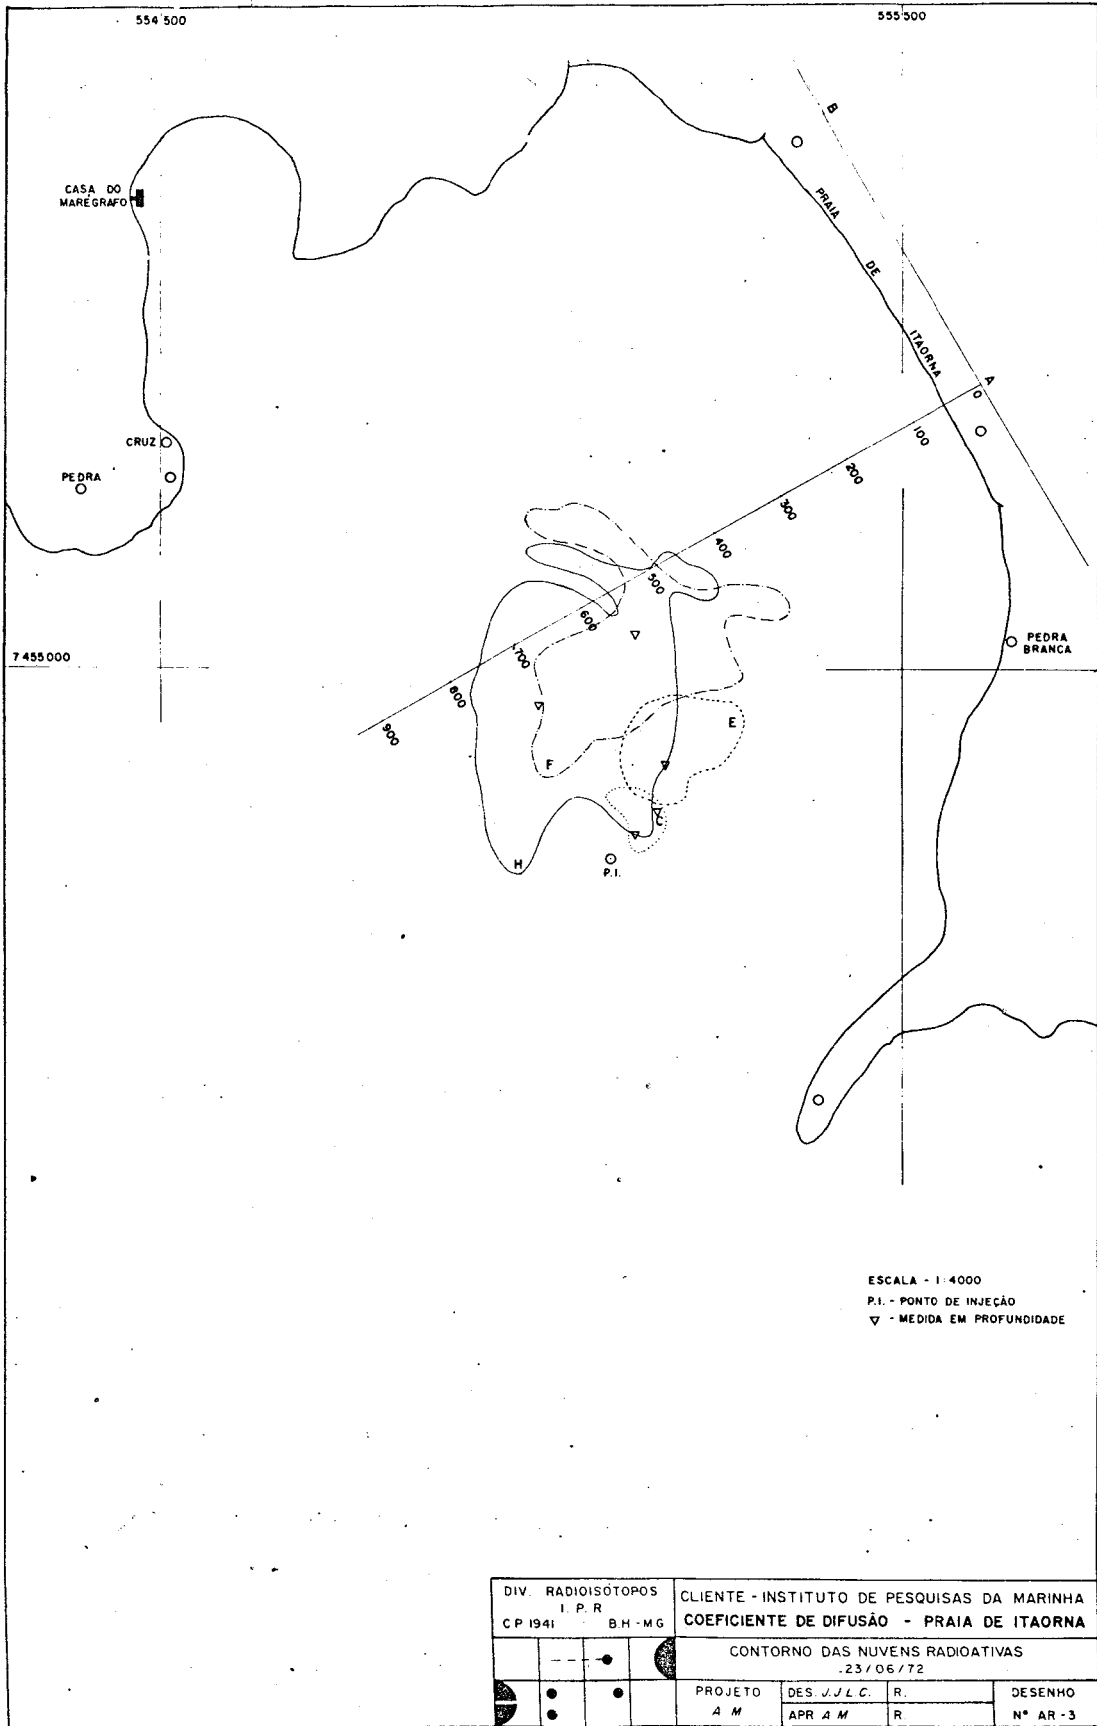 554 500
555 500
B
CASA DO
MARÉGRAFO
PRAIA
DE
ITAORNA
A
0
100
200
300
400
500
600
700
800
900
CRUZ
PEDRA
7 455 000
PEDRA
BRANCA
E
F
C
H
P.I.
ESCALA - 1:4000
P.I. - PONTO DE INJEÇÃO
▽ - MEDIDA EM PROFUNDIDADE
DIV. RADIOISÓTOPOS
I. P. R
C P 1941 B.H - M G
CLIENTE - INSTITUTO DE PESQUISAS DA MARINHA
COEFICIENTE DE DIFUSÃO - PRAIA DE ITAORNA
CONTORNO DAS NUVENS RADIOATIVAS
23/06/72
PROJETO
A M
DES. J.J L C. R.
APR A M R
DESENHO
Nº AR - 3